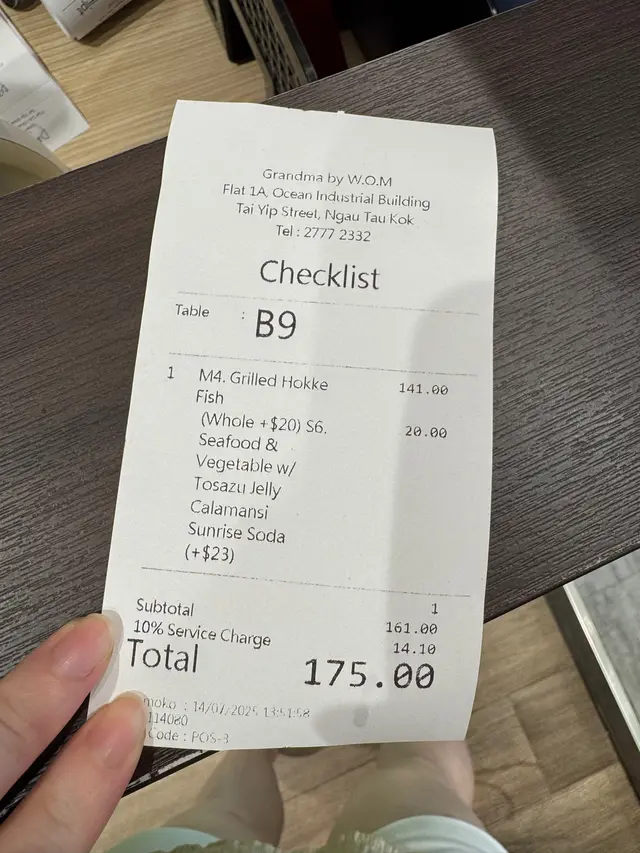 Grandma by W.O.M
Flat 1A, Ocean Industrial Building
Tai Yip Street, Ngau Tau Kok
Tel : 2777 2332
Checklist
Table : B9
1 M4. Grilled Hokke 141.00
Fish
(Whole +$20) S6. 20.00
Seafood &
Vegetable w/
Tosazu Jelly
Calamansi
Sunrise Soda
(+$23)
1
Subtotal 161.00
10% Service Charge 14.10
Total 175.00
moko : 14/07/2025 13:51:58
114080
Code : POS-3